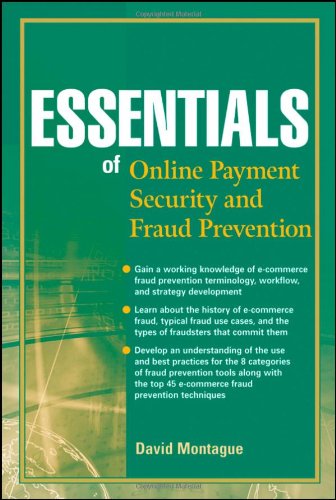 ESSENTIALS
of Online Payment
Security and
Fraud Prevention
Gain a working knowledge of e-commerce
fraud prevention terminology, workflow,
and strategy development
Learn about the history of e-commerce
fraud, typical fraud use cases, and the
types of fraudsters that commit them
Develop an understanding of the use
and best practices for the 8 categories
of fraud prevention tools along with
the top 45 e-commerce fraud
prevention techniques
David Montague